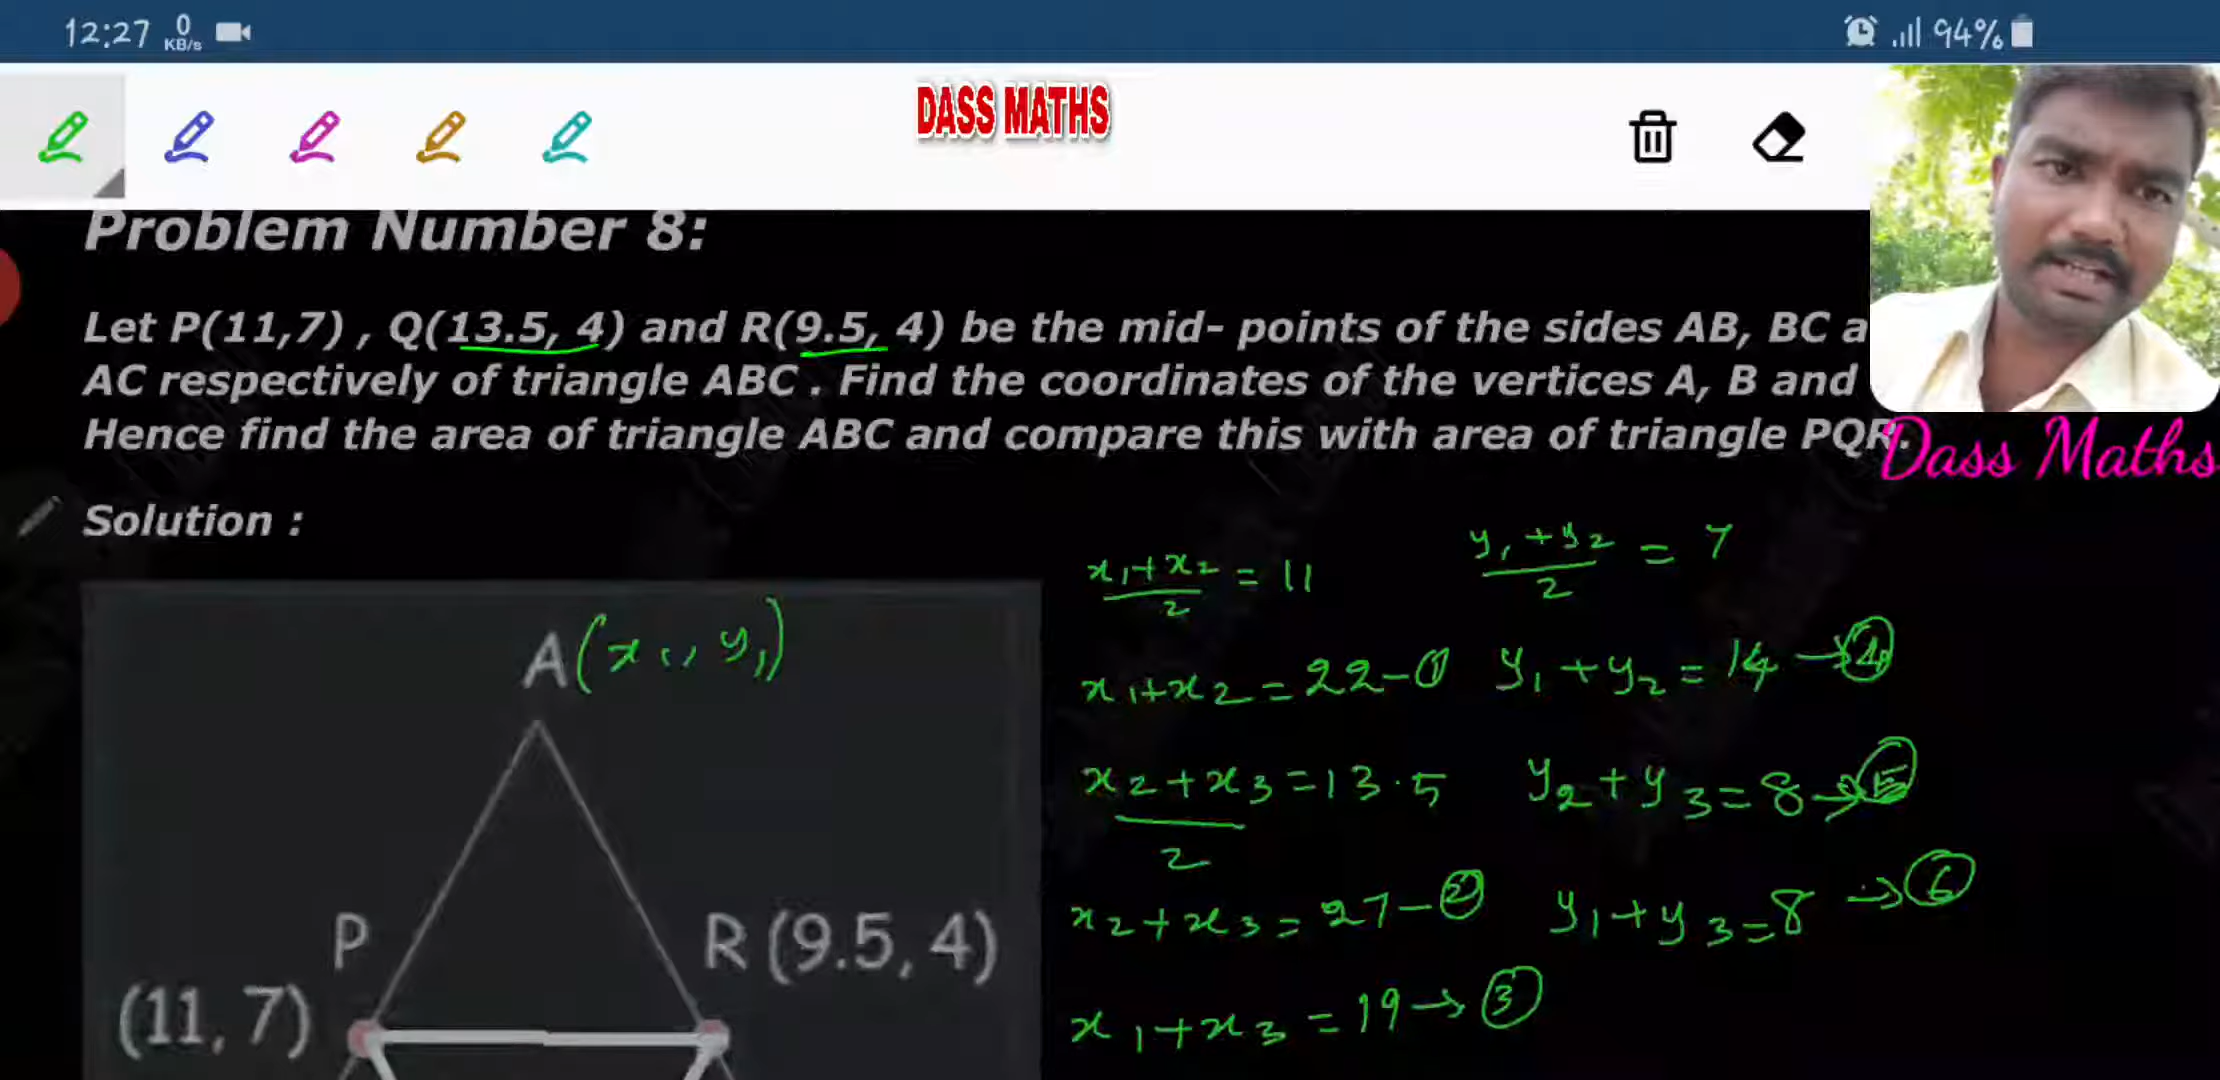 12:27 0 KB/s 94%
DASS MATHS
Problem Number 8:
Let P(11,7) , Q(13.5, 4) and R(9.5, 4) be the mid- points of the sides AB, BC a
AC respectively of triangle ABC . Find the coordinates of the vertices A, B and
Hence find the area of triangle ABC and compare this with area of triangle PQR.
Dass Maths
Solution :
x₁+x₂/2 = 11
y₁+y₂/2 = 7
A(x₁, y₁)
x₁+x₂=22-①
y₁+y₂=14→④
x₂+x₃/2=13.5
y₂+y₃=8→⑤
x₂+x₃=27-②
y₁+y₃=8→⑥
P
R (9.5, 4)
x₁+x₃=19→③
(11, 7)